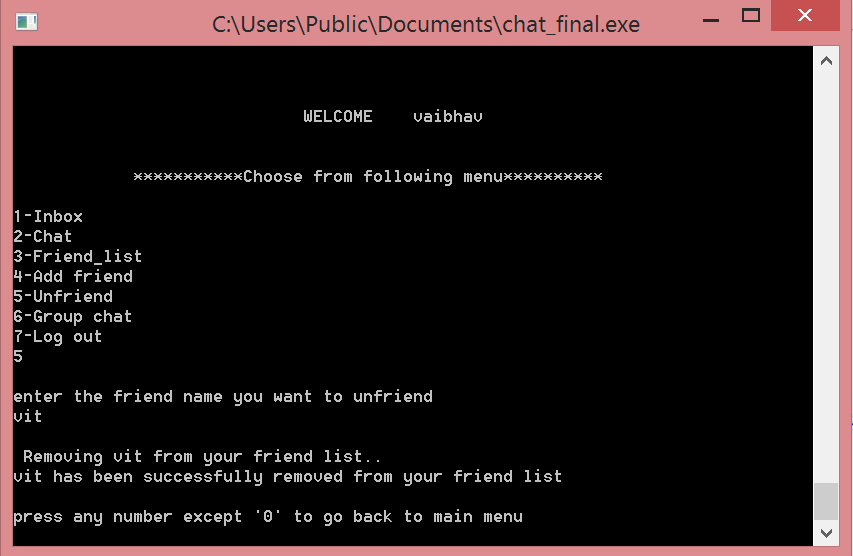 C:\Users\Public\Documents\chat_final.exe
WELCOME    vaibhav
***********Choose from following menu**********
1-Inbox
2-Chat
3-Friend_list
4-Add friend
5-Unfriend
6-Group chat
7-Log out
5
enter the friend name you want to unfriend
vit
Removing vit from your friend list..
vit has been successfully removed from your friend list
press any number except '0' to go back to main menu